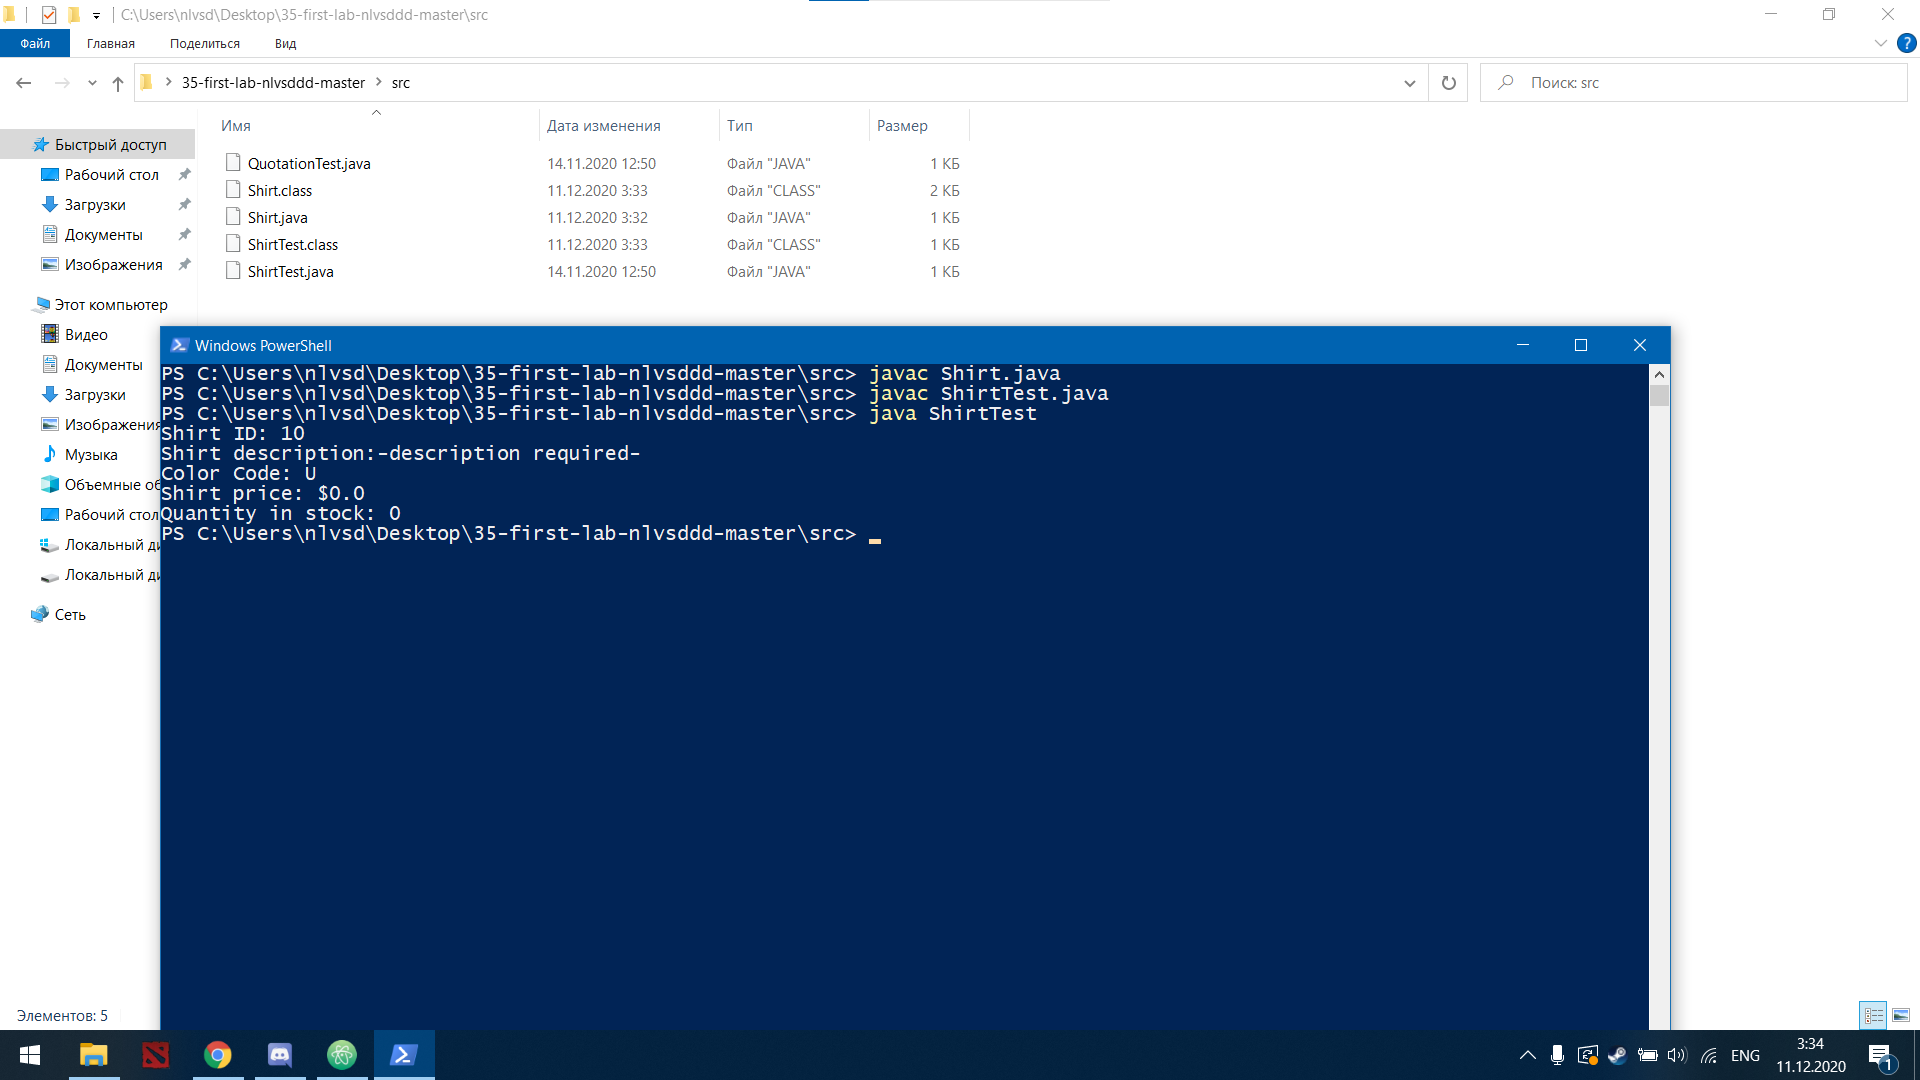 C:\Users\nlvsd\Desktop\35-first-lab-nlvsddd-master\src
Файл Главная Поделиться Вид
35-first-lab-nlvsddd-master src
Поиск: src
Имя Дата изменения Тип Размер
QuotationTest.java 14.11.2020 12:50 Файл "JAVA" 1 КБ
Shirt.class 11.12.2020 3:33 Файл "CLASS" 2 КБ
Shirt.java 11.12.2020 3:32 Файл "JAVA" 1 КБ
ShirtTest.class 11.12.2020 3:33 Файл "CLASS" 1 КБ
ShirtTest.java 14.11.2020 12:50 Файл "JAVA" 1 КБ
Быстрый доступ
Рабочий стол
Загрузки
Документы
Изображения
Этот компьютер
Видео
Документы
Загрузки
Изображения
Музыка
Объемные об
Рабочий стол
Локальный ди
Локальный ди
Сеть
Windows PowerShell
PS C:\Users\nlvsd\Desktop\35-first-lab-nlvsddd-master\src> javac Shirt.java
PS C:\Users\nlvsd\Desktop\35-first-lab-nlvsddd-master\src> javac ShirtTest.java
PS C:\Users\nlvsd\Desktop\35-first-lab-nlvsddd-master\src> java ShirtTest
Shirt ID: 10
Shirt description:-description required-
Color Code: U
Shirt price: $0.0
Quantity in stock: 0
PS C:\Users\nlvsd\Desktop\35-first-lab-nlvsddd-master\src>
Элементов: 5
ENG
3:34
11.12.2020
1